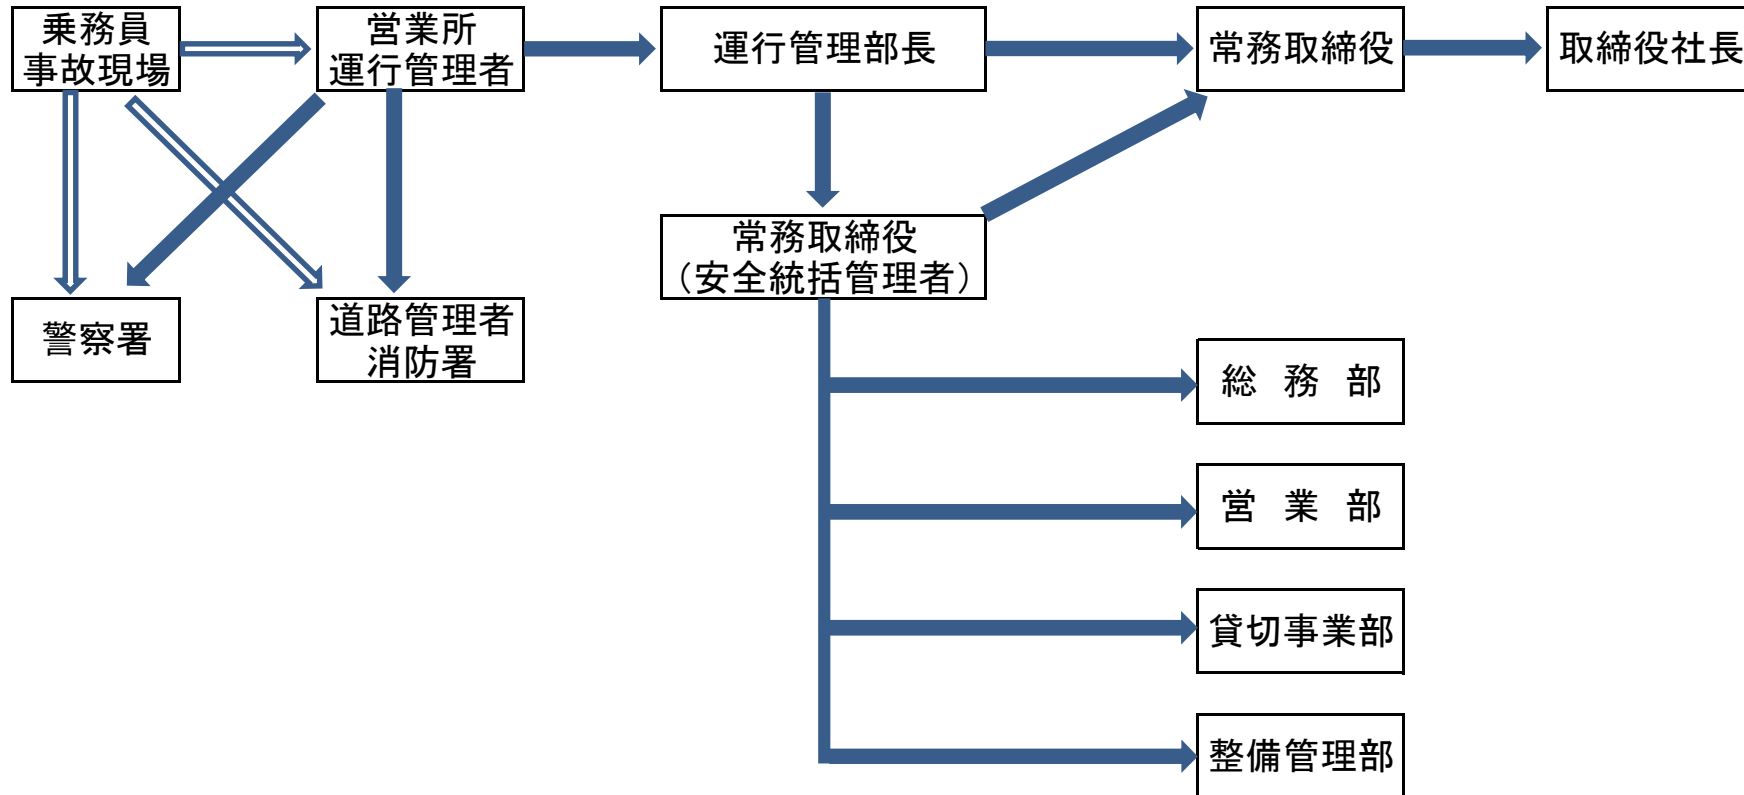 乗務員
事故現場
営業所
運行管理者
運行管理部長
常務取締役
取締役社長
常務取締役
（安全統括管理者）
警察署
道路管理者
消防署
総　務　部
営　業　部
貸切事業部
整備管理部